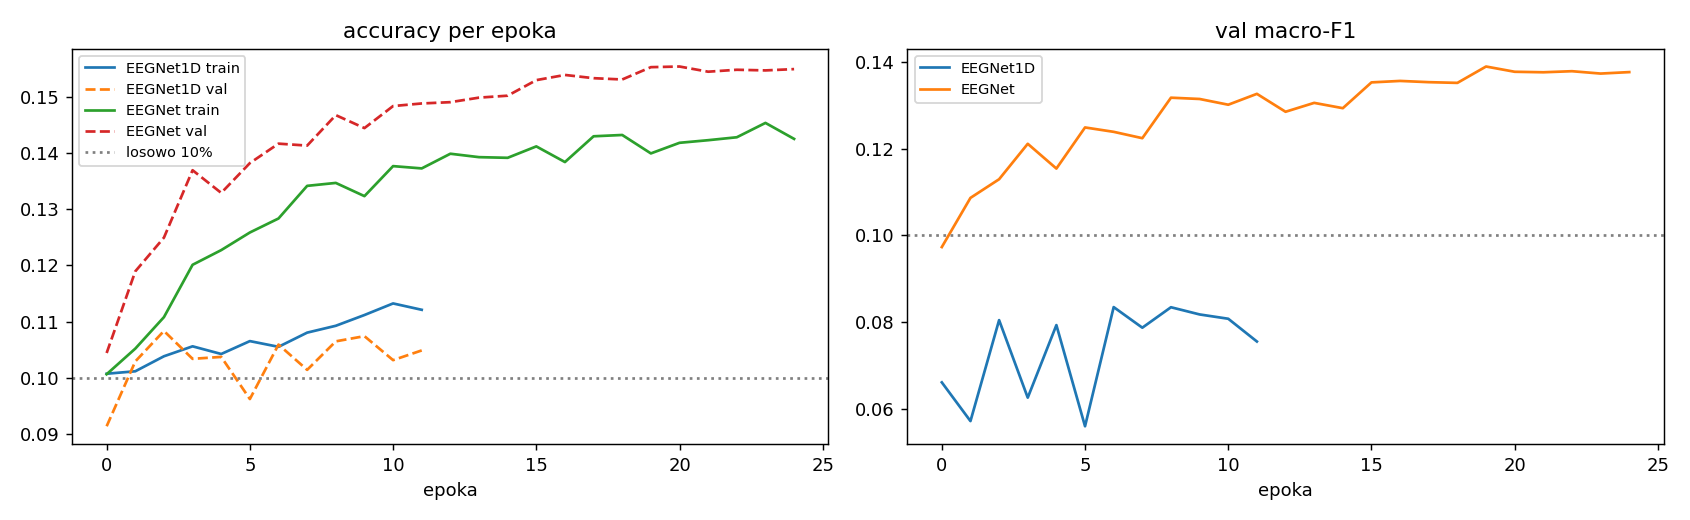 accuracy per epoka
EEGNet1D train
EEGNet1D val
EEGNet train
EEGNet val
losowo 10%
0.15
0.14
0.13
0.12
0.11
0.10
0.09
0 5 10 15 20 25
epoka
val macro-F1
EEGNet1D
EEGNet
0.14
0.12
0.10
0.08
0.06
0 5 10 15 20 25
epoka